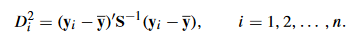 D_i^2 = (y_i − ȳ)′S^{−1}(y_i − ȳ),    i = 1, 2, . . . , n.